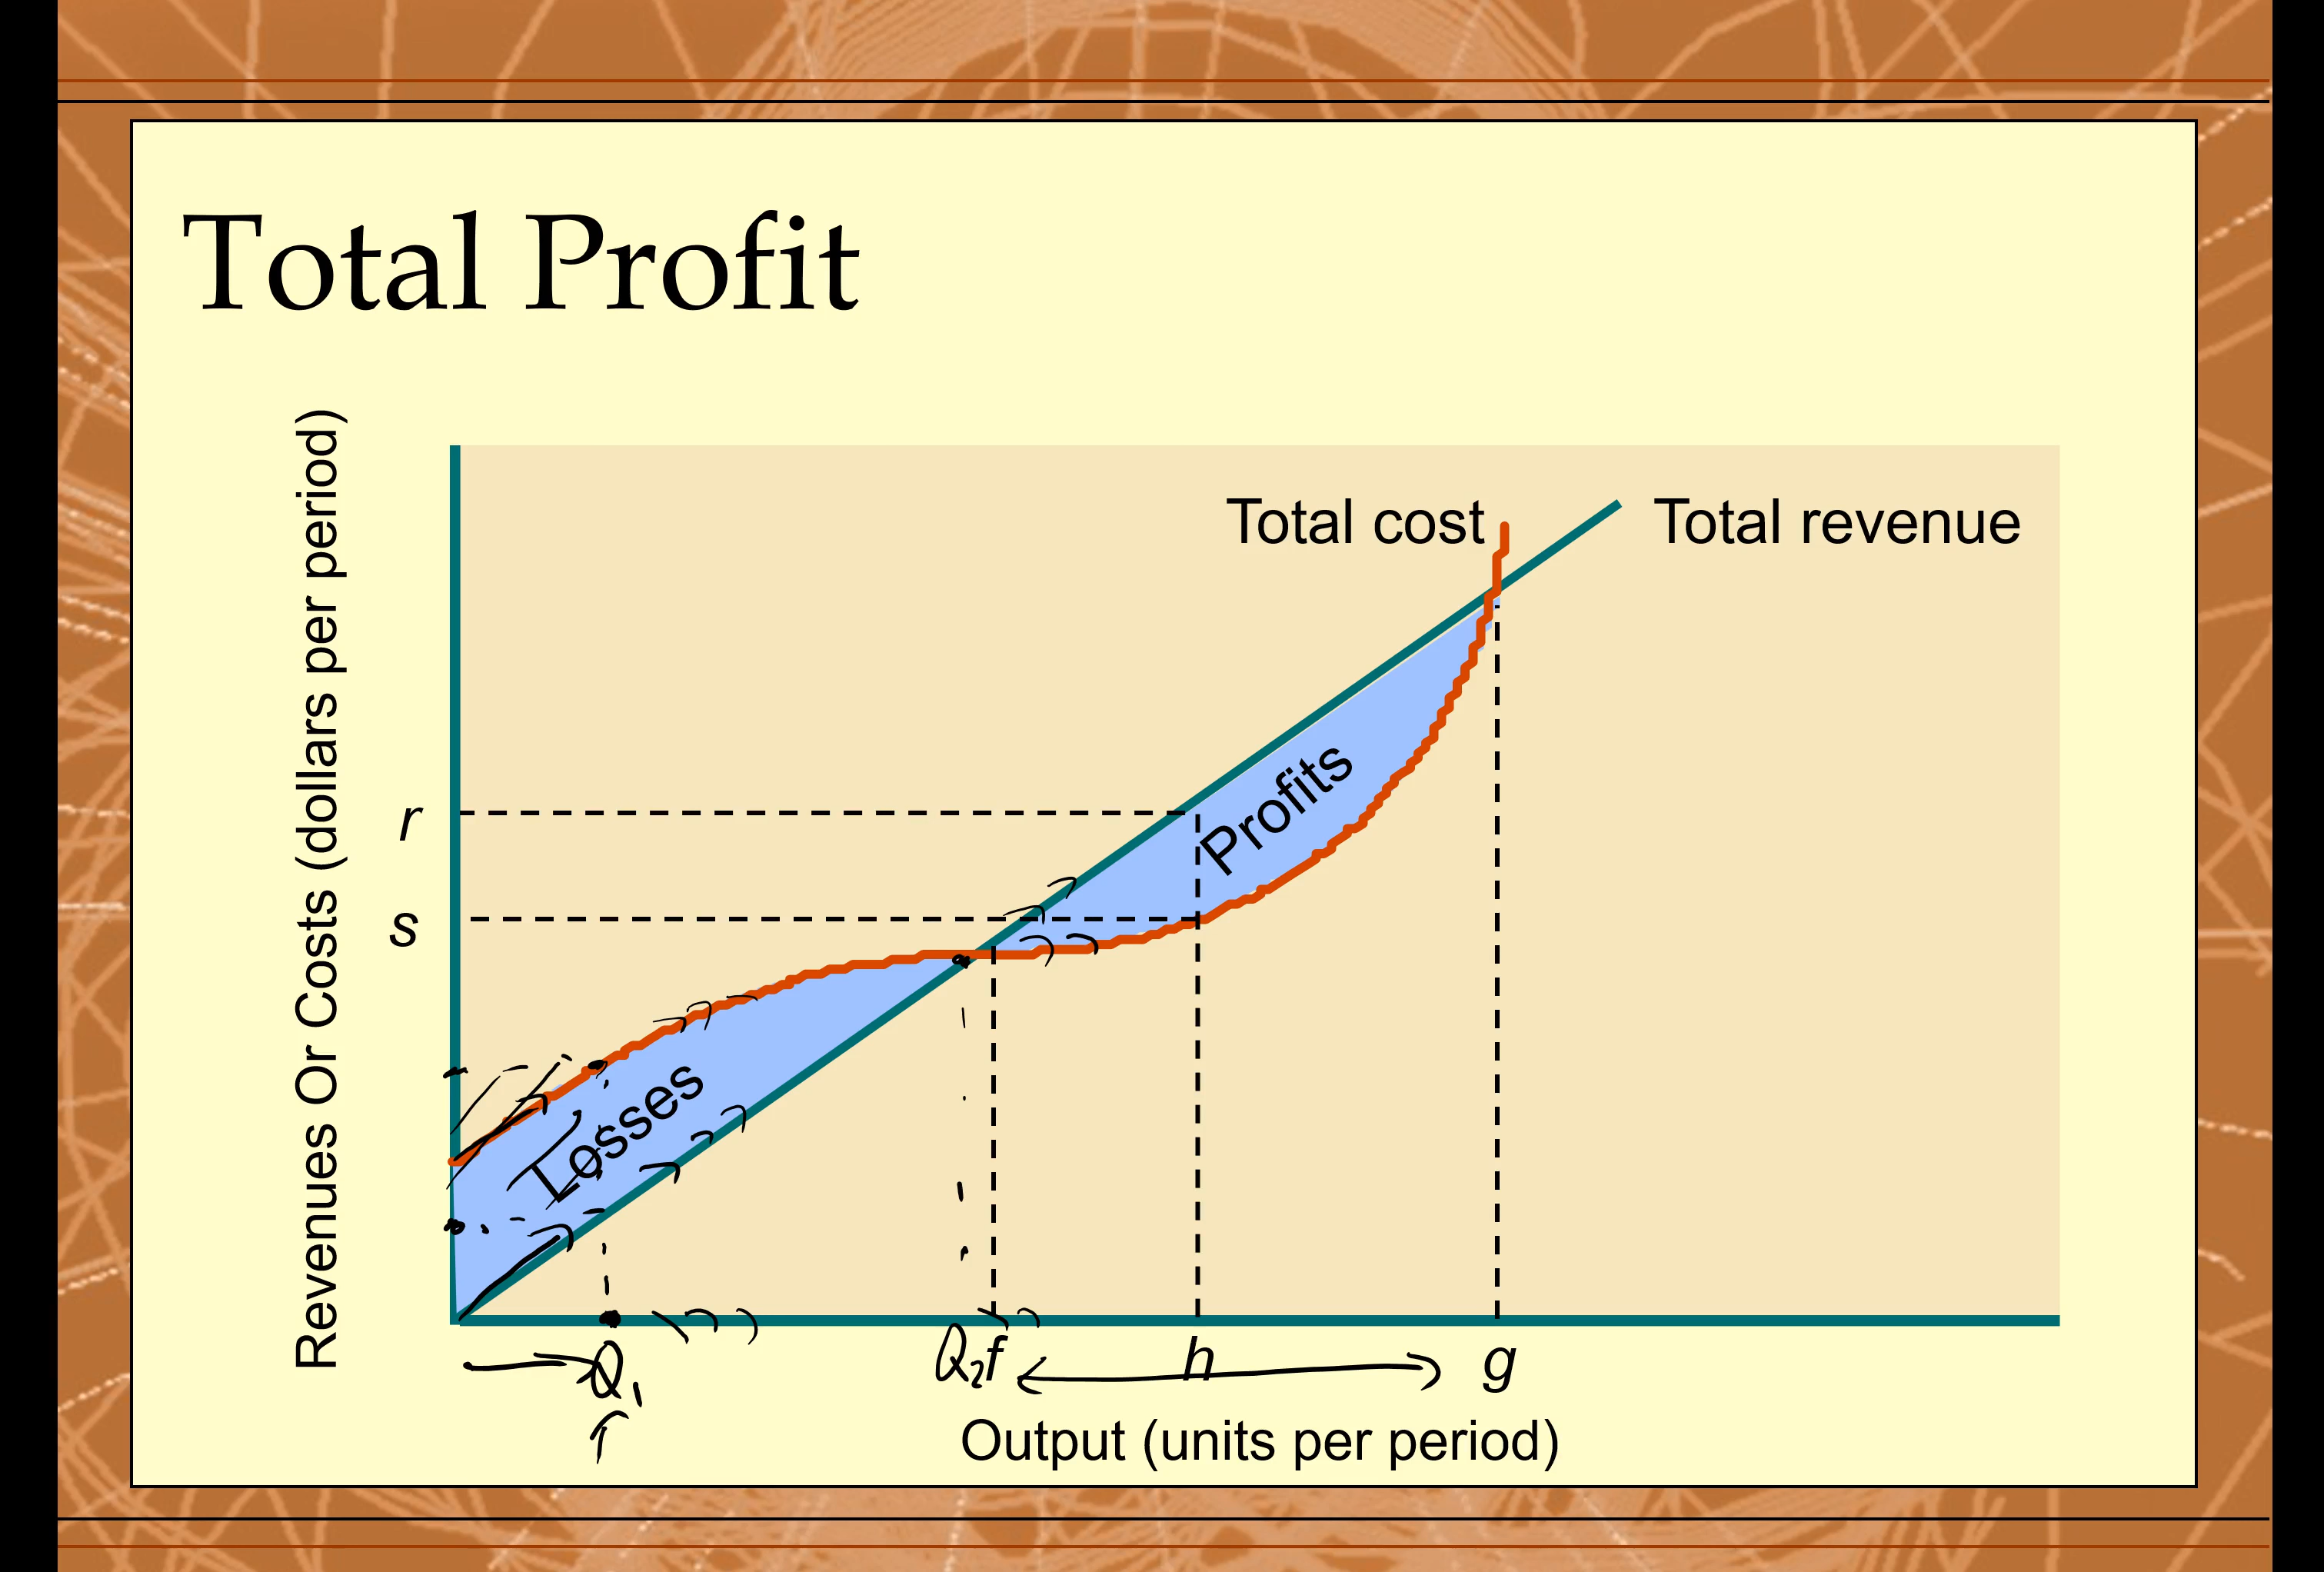 Total Profit
Revenues Or Costs (dollars per period)
Total cost
Total revenue
r
s
Profits
Losses
Q₁
Q₂
f
h
g
Output (units per period)